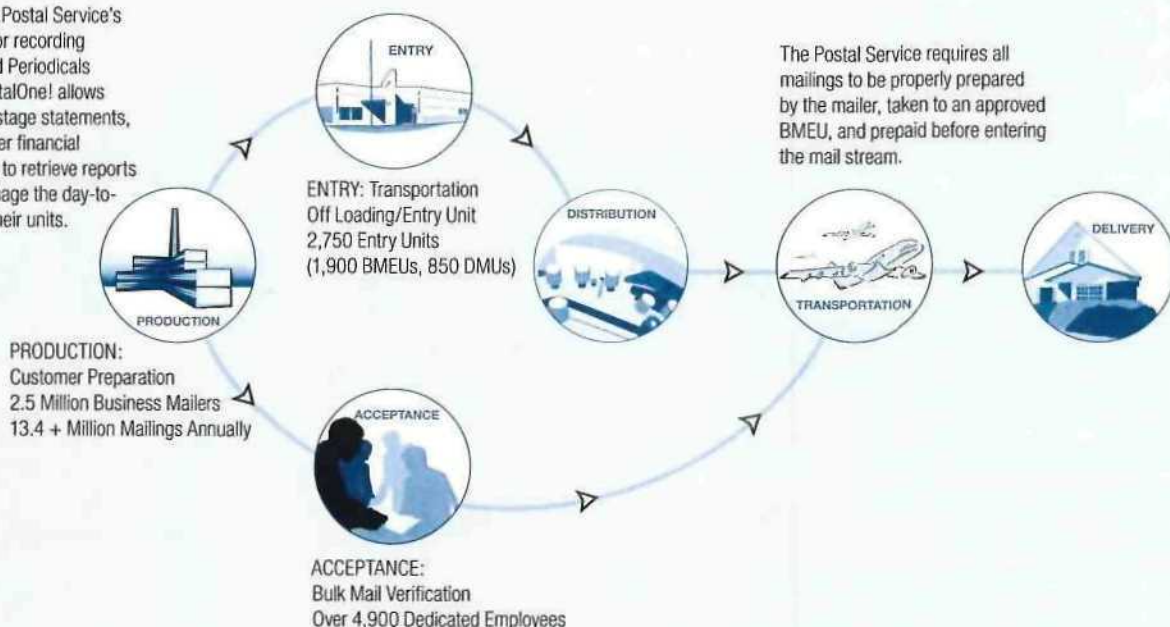 Postal Service's
or recording
d Periodicals
talOne! allows
stage statements,
er financial
to retrieve reports
age the day-to-
heir units.
PRODUCTION
PRODUCTION:
Customer Preparation
2.5 Million Business Mailers
13.4 + Million Mailings Annually
ENTRY
ENTRY: Transportation
Off Loading/Entry Unit
2,750 Entry Units
(1,900 BMEUs, 850 DMUs)
ACCEPTANCE
ACCEPTANCE:
Bulk Mail Verification
Over 4,900 Dedicated Employees
DISTRIBUTION
The Postal Service requires all
mailings to be properly prepared
by the mailer, taken to an approved
BMEU, and prepaid before entering
the mail stream.
TRANSPORTATION
DELIVERY